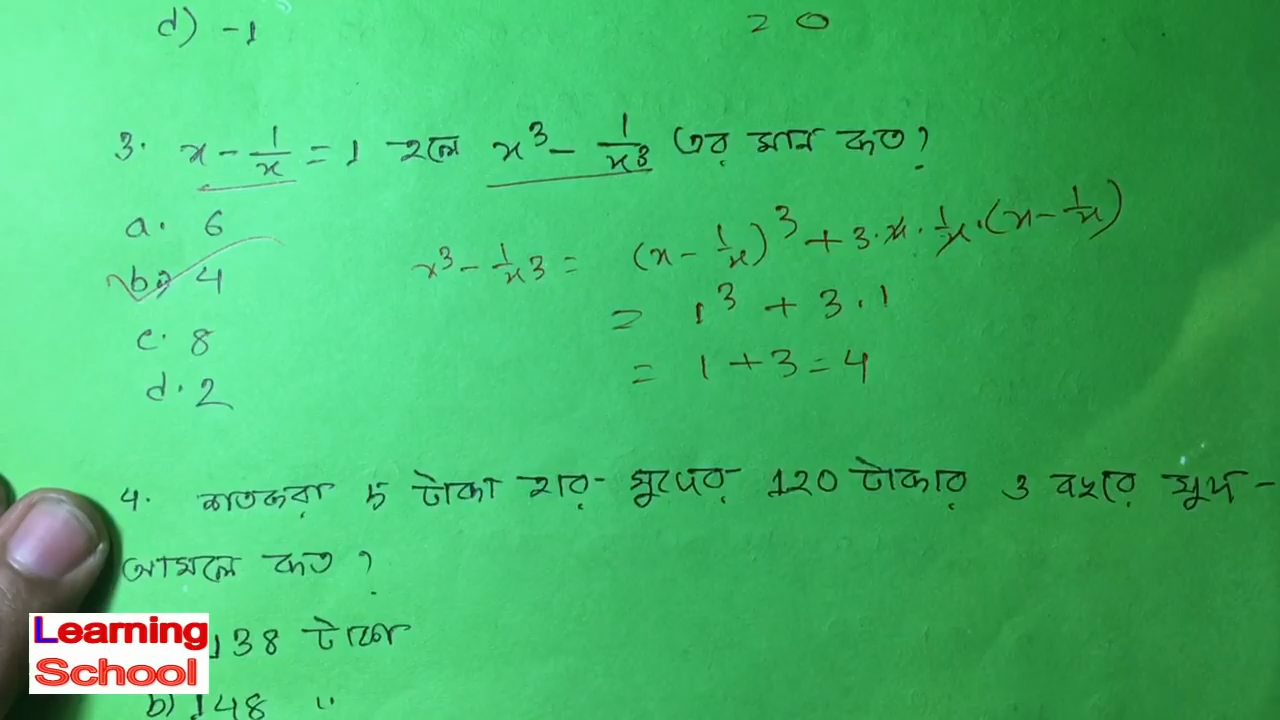 d) -1
= 0
3. x - 1/x = 1 হলে x³ - 1/x³ এর মান কত?
a. 6
b) 4
c. 8
d. 2
x³ - 1/x³ = (x - 1/x)³ + 3.x.1/x.(x - 1/x)
= 1³ + 3.1
= 1 + 3 = 4
4. শতকরা 5 টাকা হার সুদের 120 টাকার ৩ বছরে সুদ-
আসলে কত?
138 টাকা
b) 148 "
Learning
School